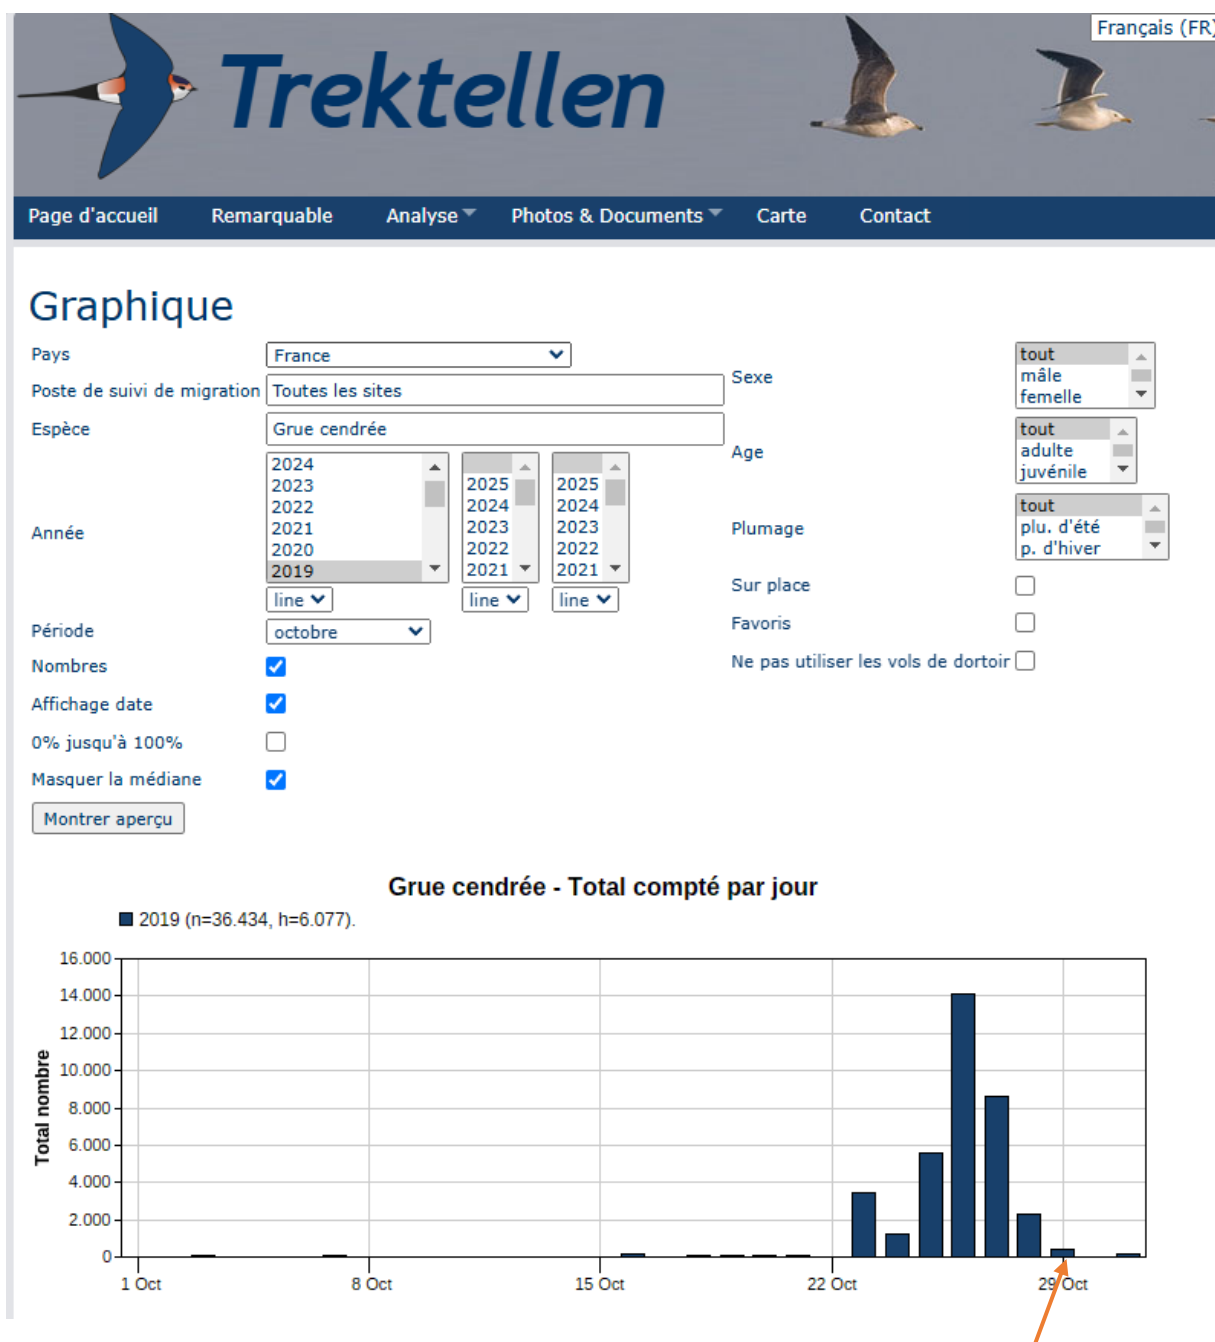 Français (FR)
Trektellen
Page d'accueil Remarquable Analyse Photos & Documents Carte Contact
Graphique
Pays France
Poste de suivi de migration Toutes les sites
Espèce Grue cendrée
Année
2024
2023
2022
2021
2020
2019
2025
2024
2023
2022
2021
2025
2024
2023
2022
2021
line line line
Période octobre
Nombres
Affichage date
0% jusqu'à 100%
Masquer la médiane
Montrer aperçu
Sexe
tout
mâle
femelle
Age
tout
adulte
juvénile
Plumage
tout
plu. d'été
p. d'hiver
Sur place
Favoris
Ne pas utiliser les vols de dortoir
Grue cendrée - Total compté par jour
2019 (n=36.434, h=6.077).
Total nombre
16.000
14.000
12.000
10.000
8.000
6.000
4.000
2.000
0
1 Oct 8 Oct 15 Oct 22 Oct 29 Oct